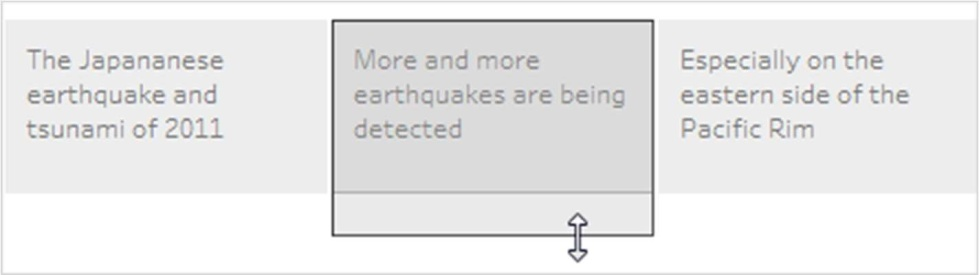 The Japananese
earthquake and
tsunami of 2011
More and more
earthquakes are being
detected
Especially on the
eastern side of the
Pacific Rim